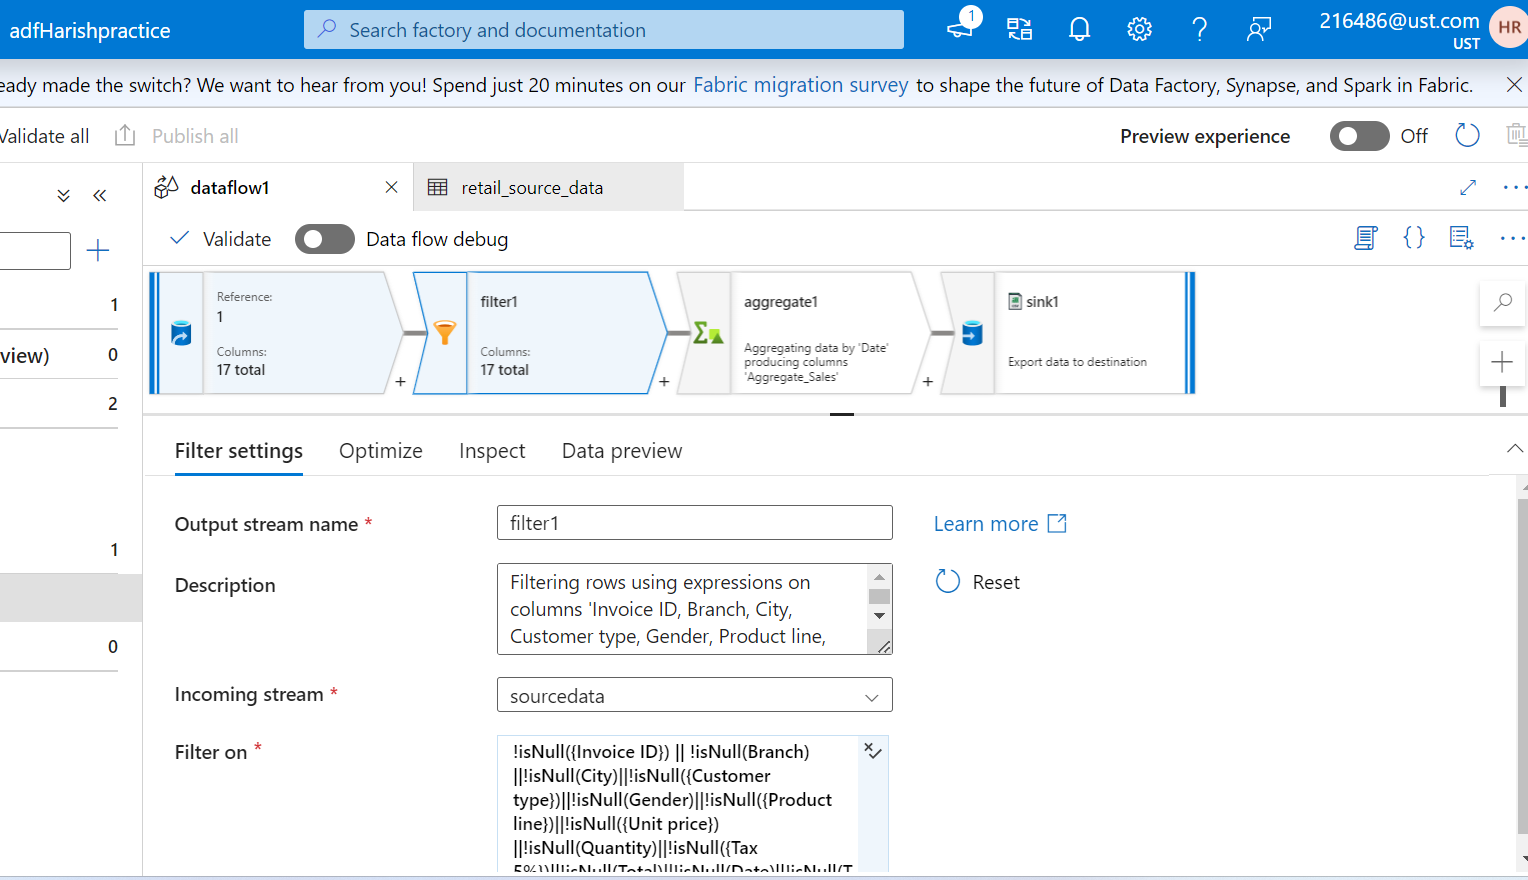 adfHarishpractice
Search factory and documentation
1
216486@ust.com
UST
HR
eady made the switch? We want to hear from you! Spend just 20 minutes on our Fabric migration survey to shape the future of Data Factory, Synapse, and Spark in Fabric.
Validate all
Publish all
Preview experience
Off
dataflow1
retail_source_data
Validate
Data flow debug
1
view)
0
2
1
0
Reference:
1
Columns:
17 total
+
filter1
Columns:
17 total
+
aggregate1
Aggregating data by 'Date'
producing columns
'Aggregate_Sales'
+
sink1
Export data to destination
Filter settings
Optimize
Inspect
Data preview
Output stream name *
filter1
Learn more
Description
Filtering rows using expressions on
columns 'Invoice ID, Branch, City,
Customer type, Gender, Product line,
Reset
Incoming stream *
sourcedata
Filter on *
!isNull({Invoice ID}) || !isNull(Branch)
||!isNull(City)||!isNull({Customer
type})||!isNull(Gender)||!isNull({Product
line})||!isNull({Unit price})
||!isNull(Quantity)||!isNull({Tax
5%})||!isNull(Total)||!isNull(Date)||!isNull(T